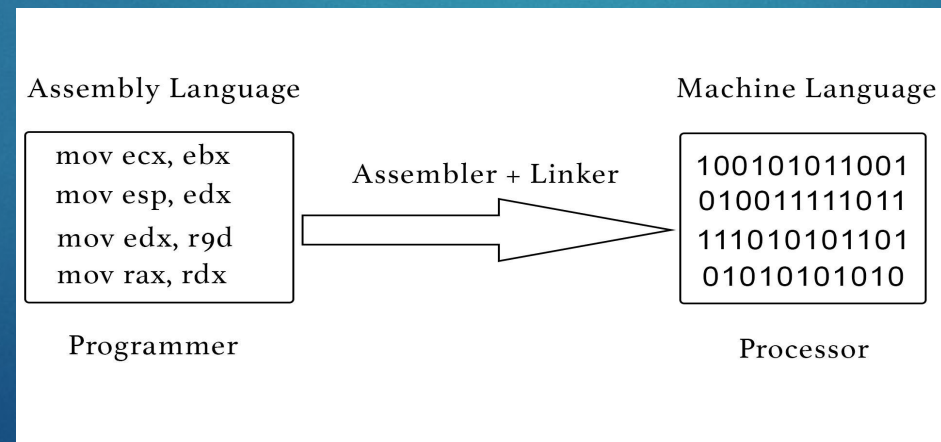 Assembly Language
mov ecx, ebx
mov esp, edx
mov edx, r9d
mov rax, rdx
Programmer
Assembler + Linker
Machine Language
100101011001
010011111011
111010101101
01010101010
Processor